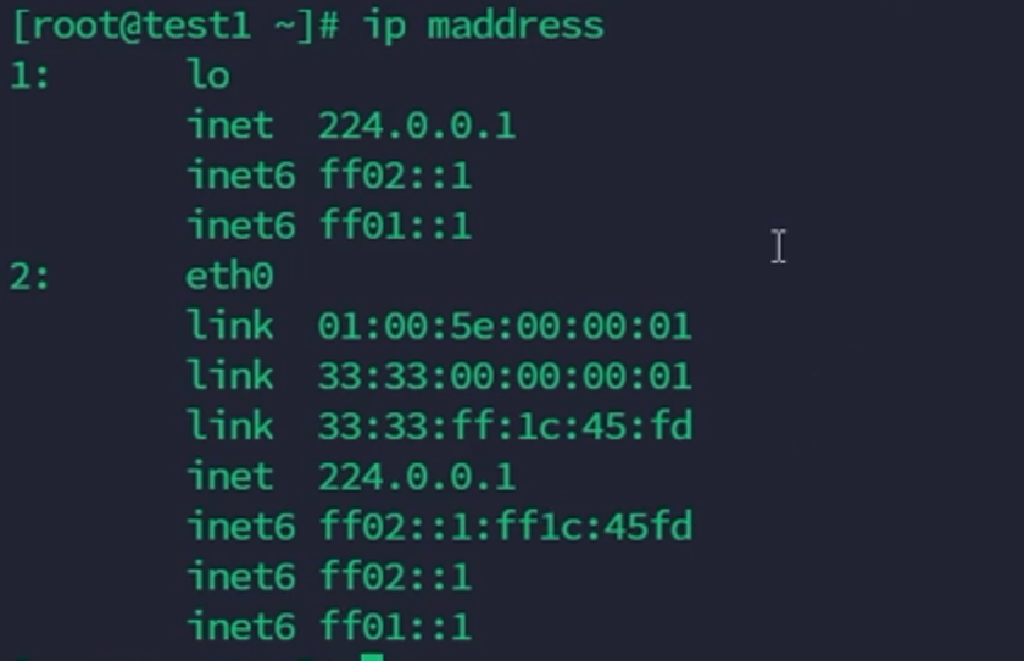 [root@test1 ~]# ip maddress
1:      lo
        inet  224.0.0.1
        inet6 ff02::1
        inet6 ff01::1
2:      eth0
        link  01:00:5e:00:00:01
        link  33:33:00:00:00:01
        link  33:33:ff:1c:45:fd
        inet  224.0.0.1
        inet6 ff02::1:ff1c:45fd
        inet6 ff02::1
        inet6 ff01::1